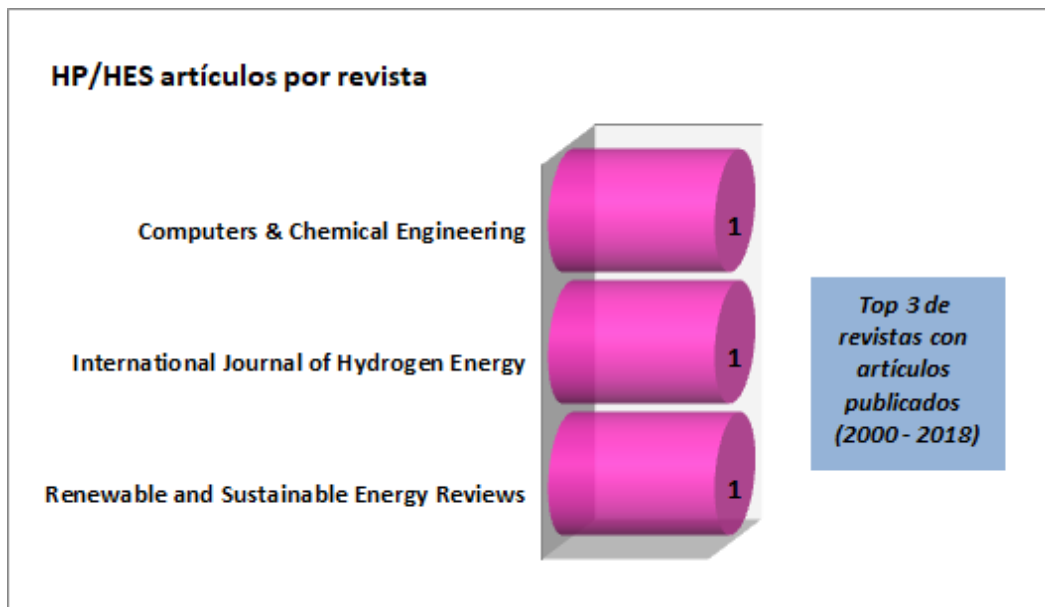 HP/HES artículos por revista
Computers & Chemical Engineering
1
International Journal of Hydrogen Energy
1
Renewable and Sustainable Energy Reviews
1
Top 3 de
revistas con
artículos
publicados
(2000 - 2018)